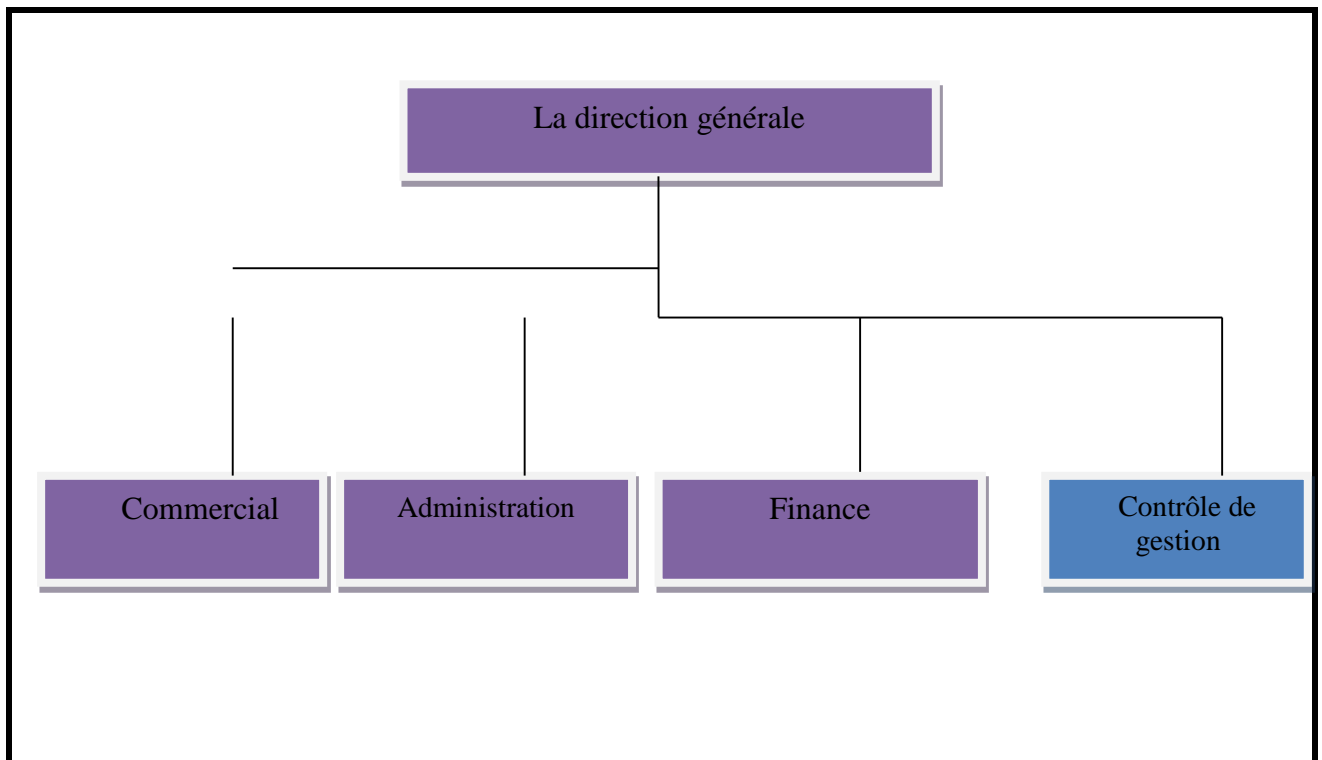 La direction générale
Commercial
Administration
Finance
Contrôle de
gestion